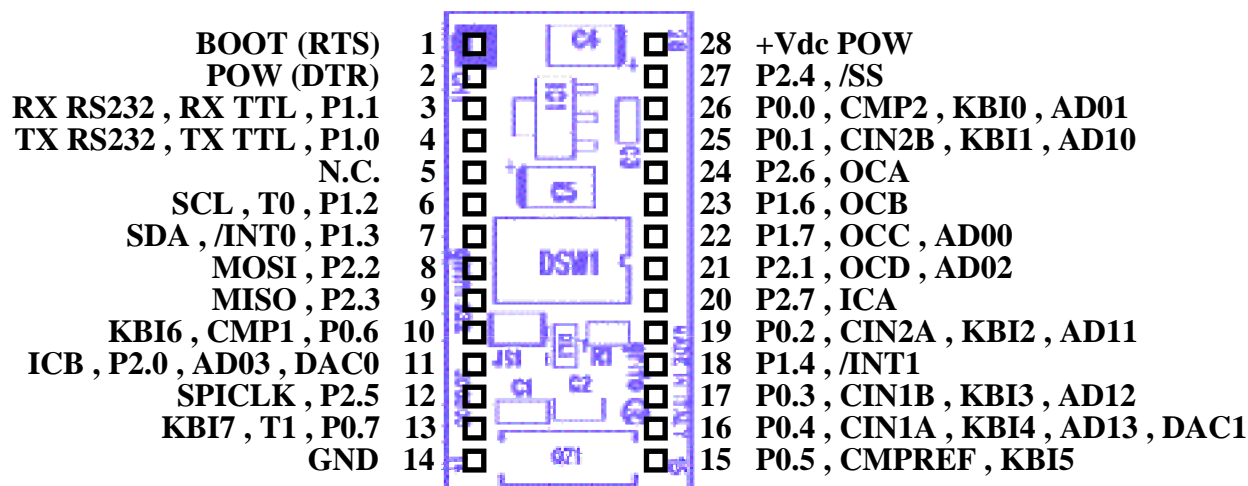 BOOT (RTS) 1 28 +Vdc POW
POW (DTR) 2 27 P2.4 , /SS
RX RS232 , RX TTL , P1.1 3 26 P0.0 , CMP2 , KBI0 , AD01
TX RS232 , TX TTL , P1.0 4 25 P0.1 , CIN2B , KBI1 , AD10
N.C. 5 24 P2.6 , OCA
SCL , T0 , P1.2 6 23 P1.6 , OCB
SDA , /INT0 , P1.3 7 22 P1.7 , OCC , AD00
MOSI , P2.2 8 21 P2.1 , OCD , AD02
MISO , P2.3 9 20 P2.7 , ICA
KBI6 , CMP1 , P0.6 10 19 P0.2 , CIN2A , KBI2 , AD11
ICB , P2.0 , AD03 , DAC0 11 18 P1.4 , /INT1
SPICLK , P2.5 12 17 P0.3 , CIN1B , KBI3 , AD12
KBI7 , T1 , P0.7 13 16 P0.4 , CIN1A , KBI4 , AD13 , DAC1
GND 14 15 P0.5 , CMPREF , KBI5
C4
+
IC1
C3
+
C5
DSW1
C1
C2
QZ1
MADE IN ITALY